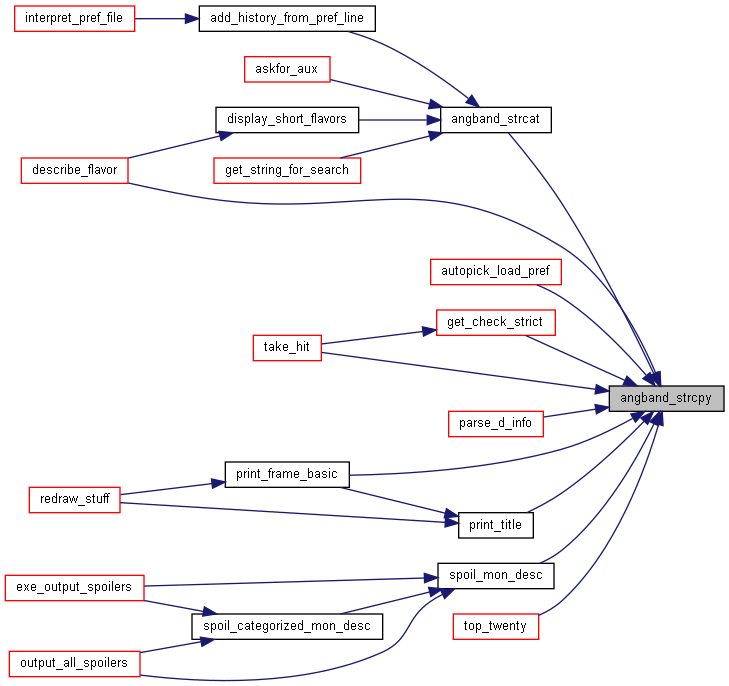 interpret_pref_file
add_history_from_pref_line
askfor_aux
display_short_flavors
angband_strcat
describe_flavor
get_string_for_search
autopick_load_pref
get_check_strict
take_hit
angband_strcpy
parse_d_info
print_frame_basic
redraw_stuff
print_title
spoil_mon_desc
exe_output_spoilers
spoil_categorized_mon_desc
top_twenty
output_all_spoilers